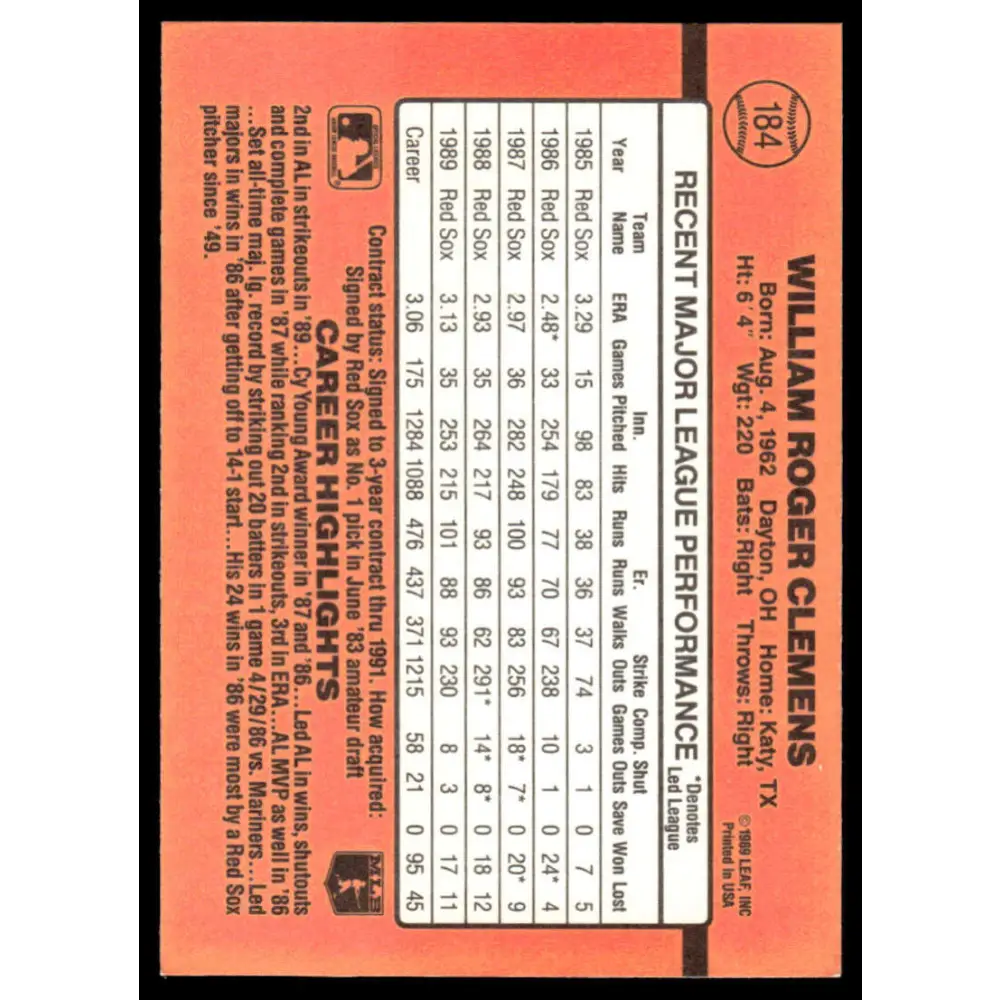 184
WILLIAM ROGER CLEMENS
Born: Aug. 4, 1962 Dayton, OH Home: Katy, TX
Ht: 6'4" Wgt: 220 Bats: Right Throws: Right
© 1989 LEAF, INC
Printed in USA
RECENT MAJOR LEAGUE PERFORMANCE
*Denotes
Led League
Team Inn. Er. Strike Comp. Shut
Year Name ERA Games Pitched Hits Runs Runs Walks Outs Games Outs Save Won Lost
1985 Red Sox 3.29 15 98 83 38 36 37 74 3 1 0 7 5
1986 Red Sox 2.48* 33 254 179 77 70 67 238 10 1 0 24* 4
1987 Red Sox 2.97 36 282 248 100 93 83 256 18* 7* 0 20* 9
1988 Red Sox 2.93 35 264 217 93 86 62 291* 14* 8* 0 18 12
1989 Red Sox 3.13 35 253 215 101 88 93 230 8 3 0 17 11
Career 3.06 175 1284 1088 476 437 371 1215 58 21 0 95 45
Contract status: Signed to 3-year contract thru 1991. How acquired:
Signed by Red Sox as No. 1 pick in June '83 amateur draft
MLB
CAREER HIGHLIGHTS
2nd in AL in strikeouts in '89...Cy Young Award winner in '87 and '86...Led AL in wins, shutouts
and complete games in '87 while ranking 2nd in strikeouts, 3rd in ERA...AL MVP as well in '86
...Set all-time maj. lg. record by striking out 20 batters in 1 game 4/29/86 vs. Mariners...Led
majors in wins in '86 after getting off to 14-1 start...His 24 wins in '86 were most by a Red Sox
pitcher since '49.